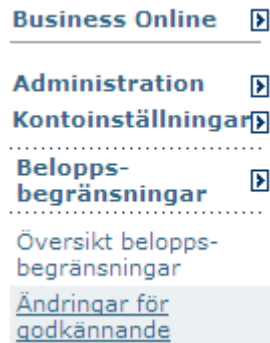 Business Online
Administration
Kontoinställningar
Belopps-
begränsningar
Översikt belopps-
begränsningar
Ändringar för
godkännande